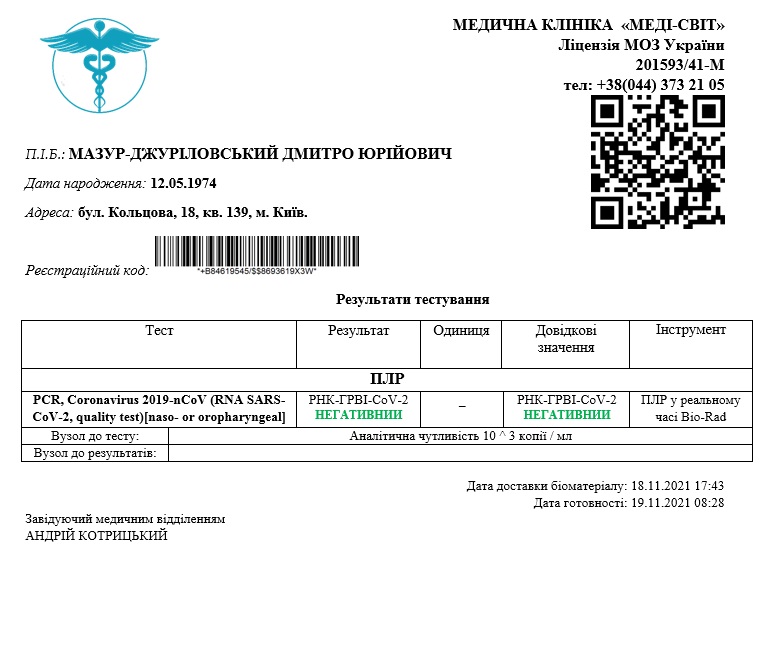 МЕДИЧНА КЛІНІКА «МЕДІ-СВІТ»
Ліцензія МОЗ України
201593/41-М
тел: +38(044) 373 21 05
П.І.Б.: МАЗУР-ДЖУРІЛОВСЬКИЙ ДМИТРО ЮРІЙОВИЧ
Дата народження: 12.05.1974
Адреса: бул. Кольцова, 18, кв. 139, м. Київ.
Реєстраційний код:
*+B84619545/$$8693619X3W*
Результати тестування
Тест Результат Одиниця Довідкові значення Інструмент
ПЛР
PCR, Coronavirus 2019-nCoV (RNA SARS- РНК-ГРВІ-CoV-2 – РНК-ГРВІ-CoV-2 ПЛР у реальному
CoV-2, quality test)[naso- or oropharyngeal] НЕГАТИВНИИ НЕГАТИВНИИ часі Bio-Rad
Вузол до тесту: Аналітична чутливість 10 ^ 3 копії / мл
Вузол до результатів:
Дата доставки біоматеріалу: 18.11.2021 17:43
Дата готовності: 19.11.2021 08:28
Завідуючий медичним відділенням
АНДРІЙ КОТРИЦЬКИЙ